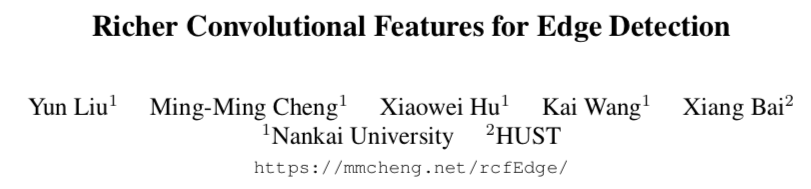 Richer Convolutional Features for Edge Detection
Yun Liu¹ Ming-Ming Cheng¹ Xiaowei Hu¹ Kai Wang¹ Xiang Bai²
¹Nankai University ²HUST
https://mmcheng.net/rcfEdge/